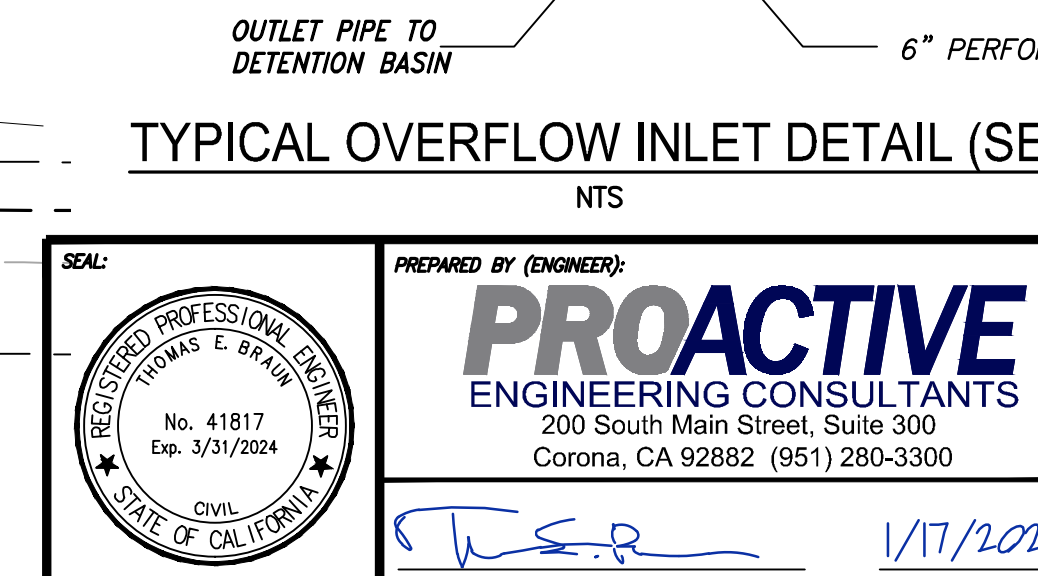 OUTLET PIPE TO
DETENTION BASIN
6" PERFO
TYPICAL OVERFLOW INLET DETAIL (SE
NTS
SEAL:
REGISTERED PROFESSIONAL ENGINEER
THOMAS E. BRAUN
No. 41817
Exp. 3/31/2024
CIVIL
STATE OF CALIFORNIA
PREPARED BY (ENGINEER):
PROACTIVE
ENGINEERING CONSULTANTS
200 South Main Street, Suite 300
Corona, CA 92882 (951) 280-3300
1/17/202